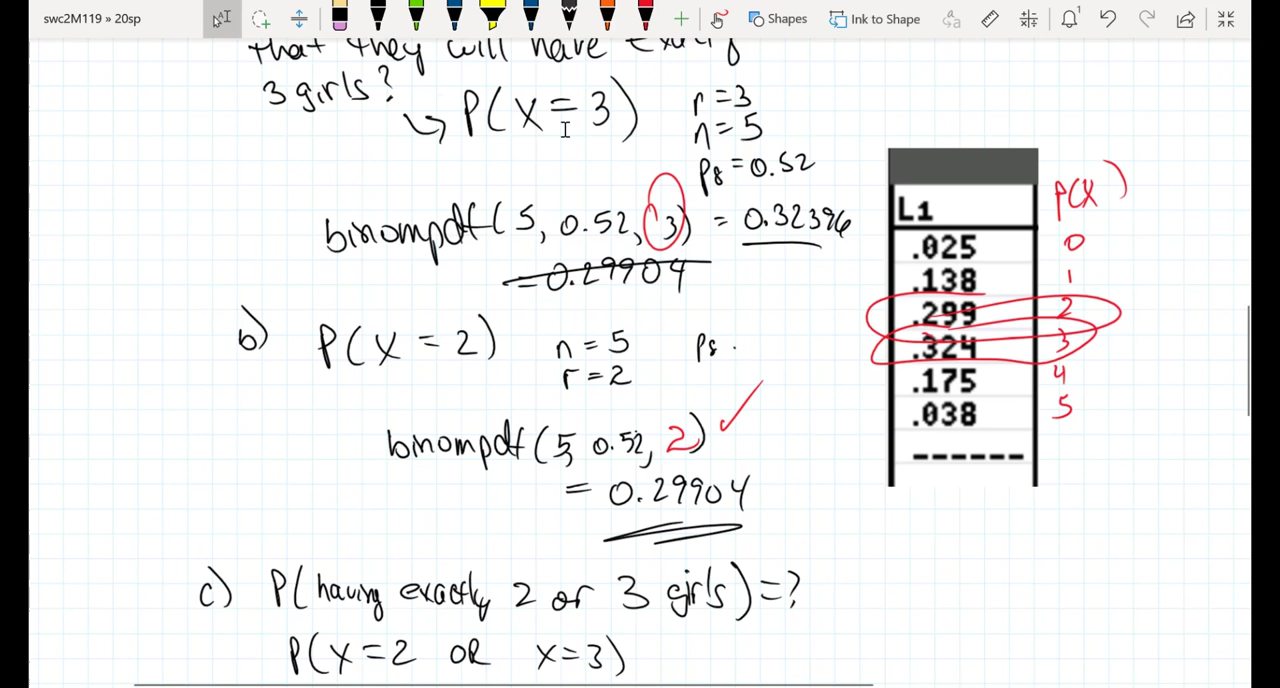 swc2M119 » 20sp
Shapes
Ink to Shape
that they will have exactly
3 girls?
P(x=3)
r=3
n=5
Ps=0.52
binompdf(5, 0.52, 3) = 0.32396
=0.29904
b) P(X=2) n=5 Ps .
r=2
binompdf(5, 0.52, 2) ✓
= 0.29904
c) P(having exactly 2 or 3 girls)=?
P(x=2 OR x=3)
L1 P(X )
.025 0
.138 1
.299 2
.324 3
.175 4
.038 5
------